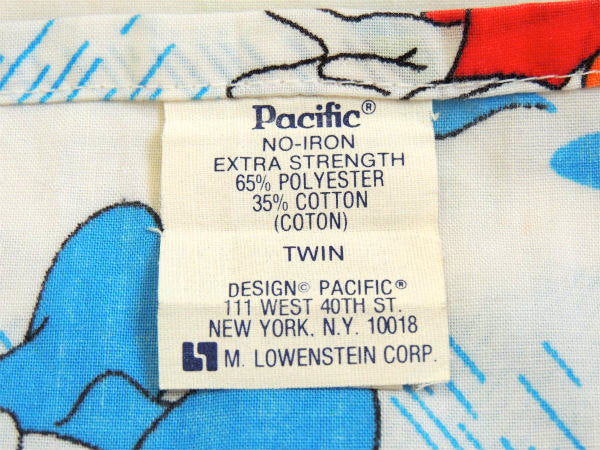 Pacific®
NO-IRON
EXTRA STRENGTH
65% POLYESTER
35% COTTON
(COTON)
TWIN
DESIGN© PACIFIC®
111 WEST 40TH ST.
NEW YORK, N.Y. 10018
M. LOWENSTEIN CORP.